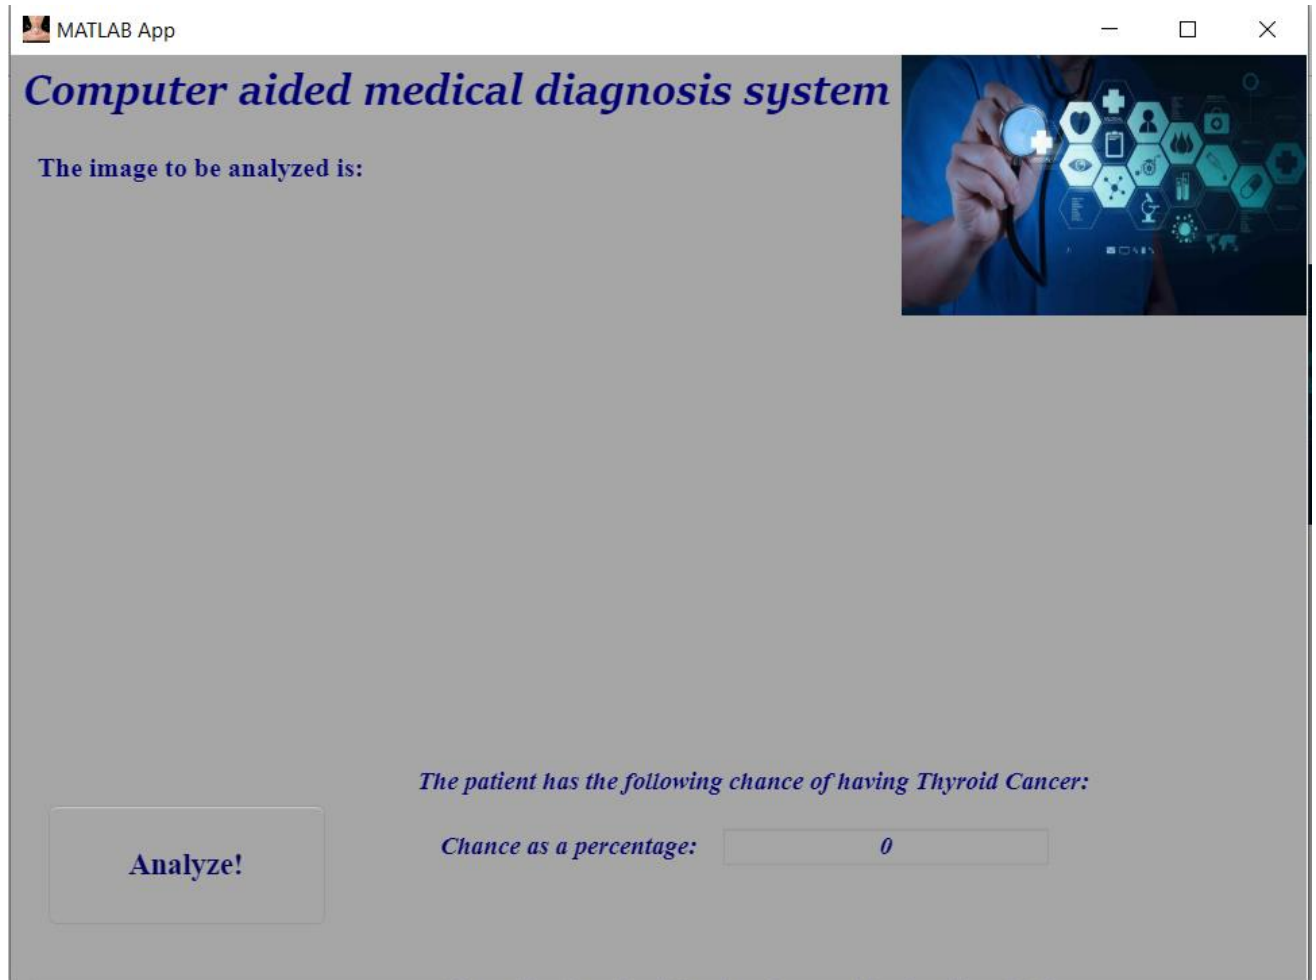 MATLAB App
Computer aided medical diagnosis system
The image to be analyzed is:
The patient has the following chance of having Thyroid Cancer:
Chance as a percentage: 0
Analyze!